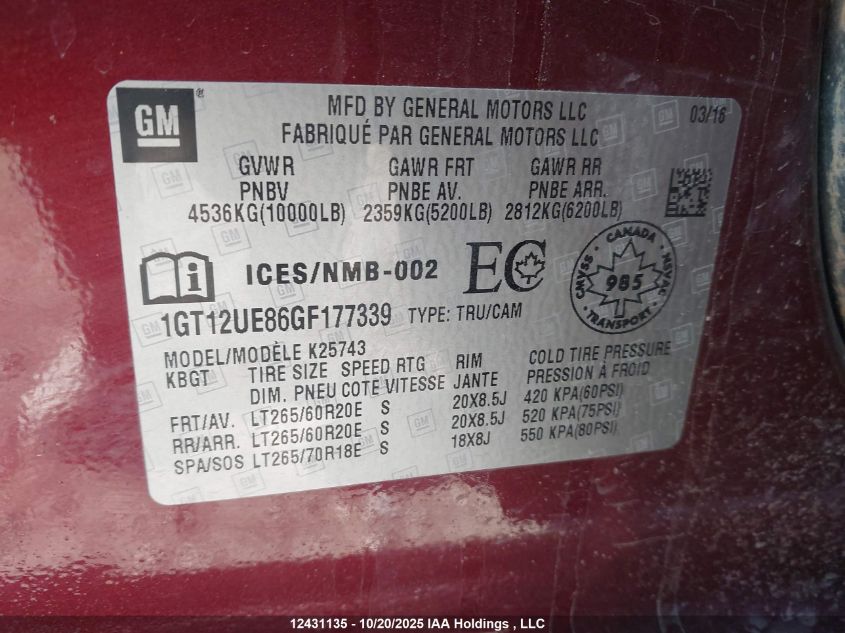 GM ®
MFD BY GENERAL MOTORS LLC 03/16
FABRIQUÉ PAR GENERAL MOTORS LLC
GVWR GAWR FRT GAWR RR
PNBV PNBE AV. PNBE ARR.
4536KG(10000LB) 2359KG(5200LB) 2812KG(6200LB)
i ICES/NMB-002 EC
CANADA
CMVSS NSVAC
985
TRANSPORT
1GT12UE86GF177339 TYPE: TRU/CAM
MODEL/MODÈLE K25743
KBGT TIRE SIZE SPEED RTG RIM COLD TIRE PRESSURE
DIM. PNEU COTE VITESSE JANTE PRESSION À FROID
FRT/AV. LT265/60R20E S 20X8.5J 420 KPA(60PSI)
RR/ARR. LT265/60R20E S 20X8.5J 520 KPA(75PSI)
SPA/SOS LT265/70R18E S 18X8J 550 KPA(80PSI)
12431135 - 10/20/2025 IAA Holdings , LLC